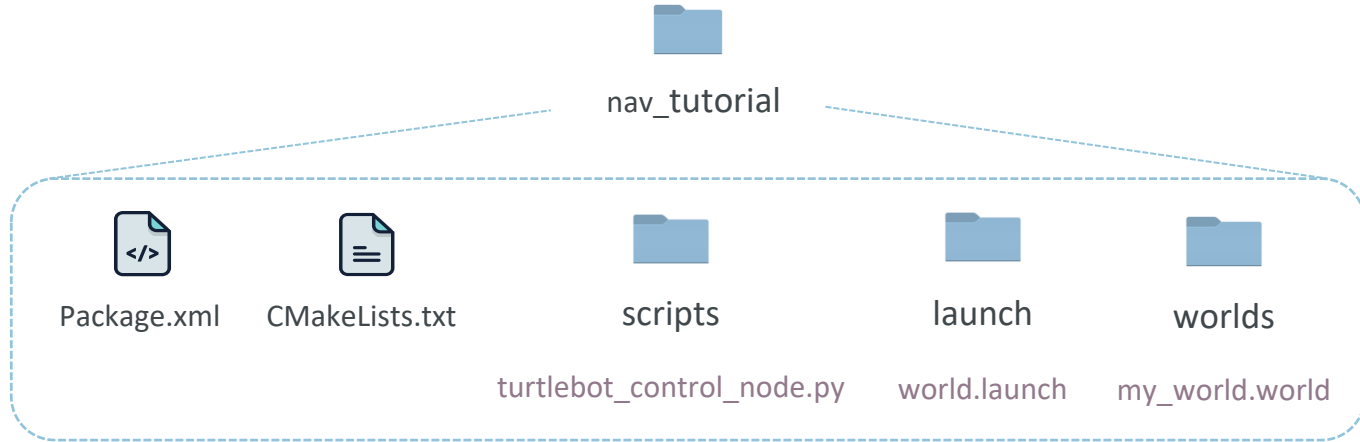 nav_tutorial
</>
Package.xml CMakeLists.txt scripts launch worlds
turtlebot_control_node.py world.launch my_world.world